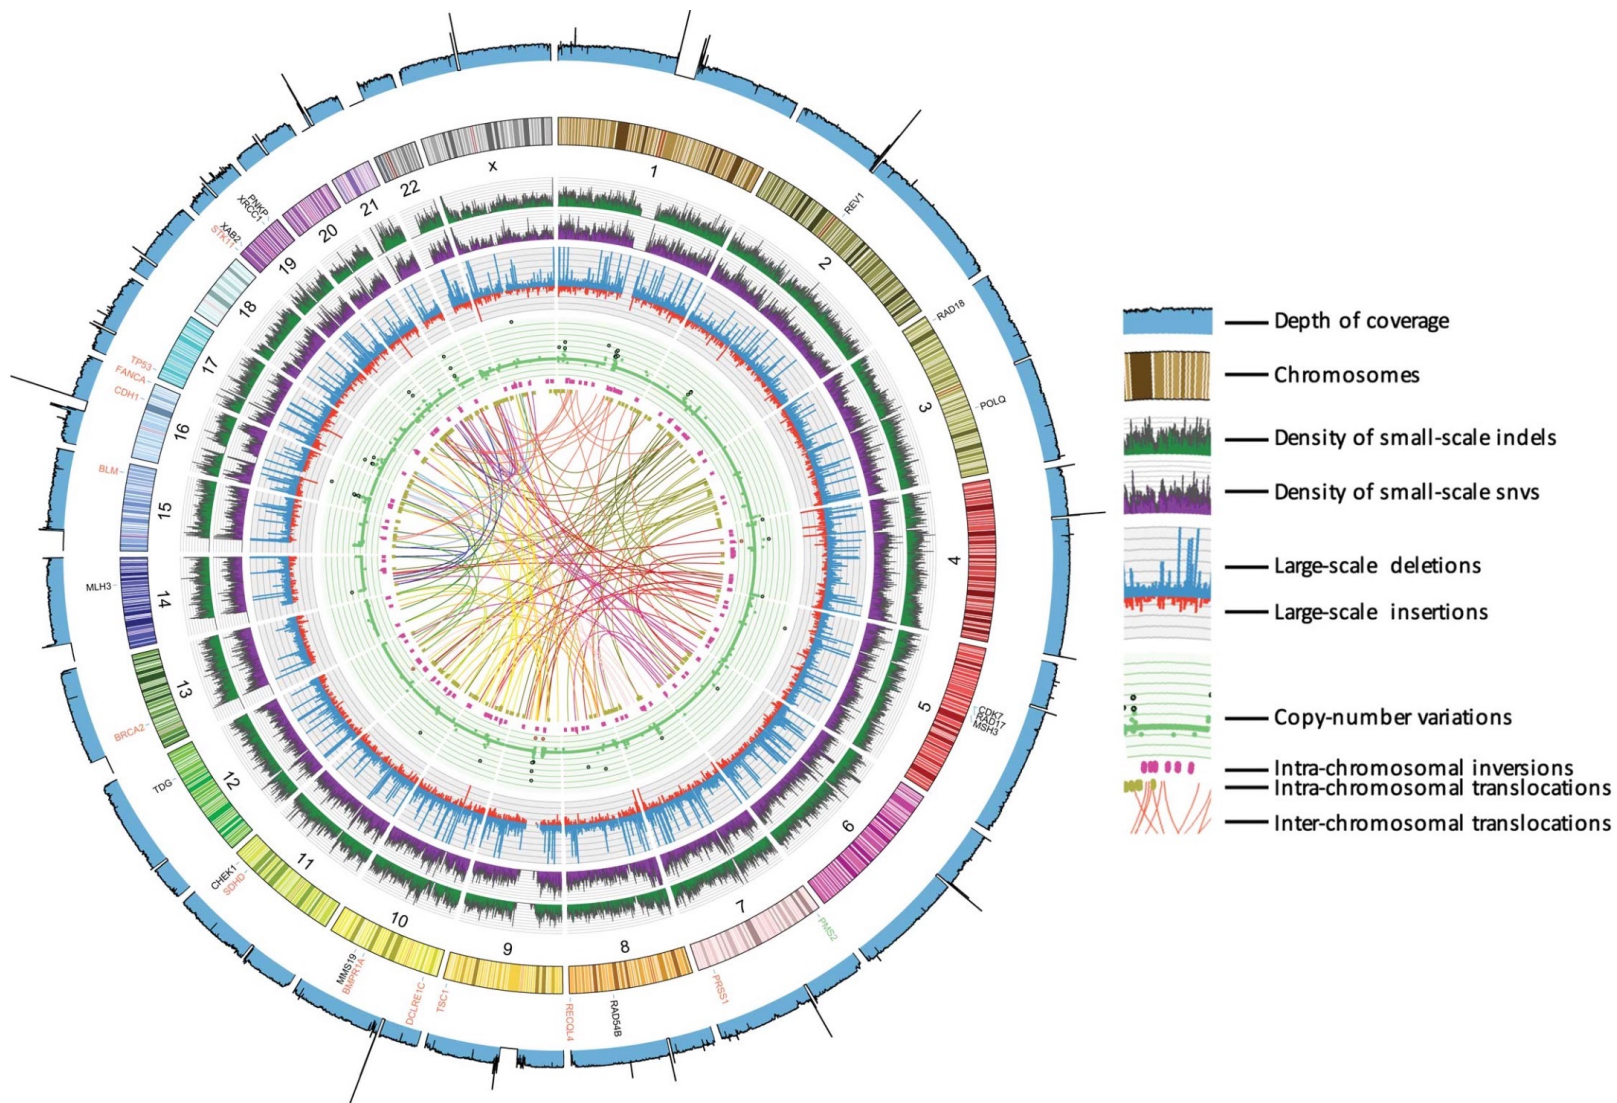 1
2
3
4
5
6
7
8
9
10
11
12
13
14
15
16
17
18
19
20
21
22
x
REV1
RAD18
POLQ
CDK7
RAD17
MSH3
PMS2
PRSS1
RAD54B
RECQL4
TSC1
DCLRE1C
BMPR1A
MMS19
SDHD
CHEK1
TDG
BRCA2
MLH3
BLM
CDH1
FANCA
TP53
STK11
XAB2
XRCC1
PNKP
Depth of coverage
Chromosomes
Density of small-scale indels
Density of small-scale snvs
Large-scale deletions
Large-scale insertions
Copy-number variations
Intra-chromosomal inversions
Intra-chromosomal translocations
Inter-chromosomal translocations